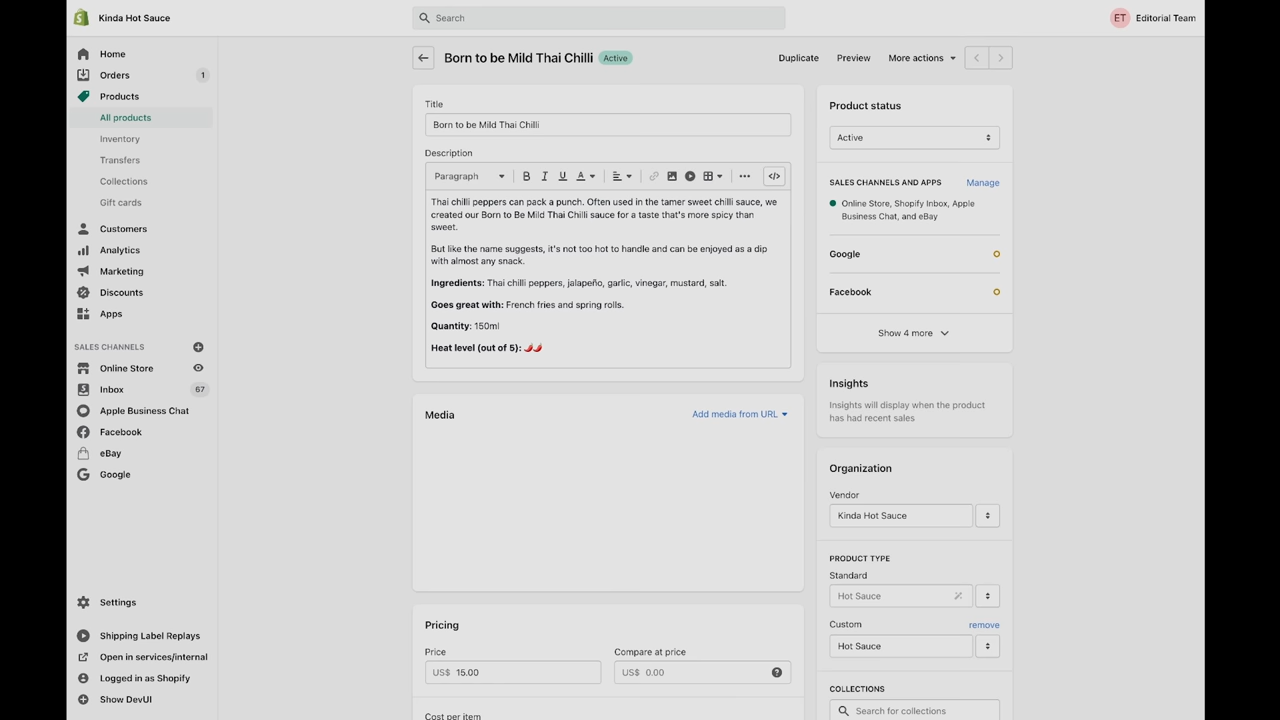 Kinda Hot Sauce
Search
ET Editorial Team
Home
Orders 1
Products
All products
Inventory
Transfers
Collections
Gift cards
Customers
Analytics
Marketing
Discounts
Apps
SALES CHANNELS
Online Store
Inbox 67
Apple Business Chat
Facebook
eBay
Google
Settings
Shipping Label Replays
Open in services/internal
Logged in as Shopify
Show DevUI
Born to be Mild Thai Chilli Active
Duplicate Preview More actions
Title
Born to be Mild Thai Chilli
Description
Paragraph B I U A </>
Thai chilli peppers can pack a punch. Often used in the tamer sweet chilli sauce, we
created our Born to Be Mild Thai Chilli sauce for a taste that's more spicy than
sweet.
But like the name suggests, it's not too hot to handle and can be enjoyed as a dip
with almost any snack.
Ingredients: Thai chilli peppers, jalapeño, garlic, vinegar, mustard, salt.
Goes great with: French fries and spring rolls.
Quantity: 150ml
Heat level (out of 5): 🌶️🌶️
Media
Add media from URL
Pricing
Price
US$ 15.00
Compare at price
US$ 0.00
Cost per item
Product status
Active
SALES CHANNELS AND APPS Manage
Online Store, Shopify Inbox, Apple
Business Chat, and eBay
Google
Facebook
Show 4 more
Insights
Insights will display when the product
has had recent sales
Organization
Vendor
Kinda Hot Sauce
PRODUCT TYPE
Standard
Hot Sauce
Custom remove
Hot Sauce
COLLECTIONS
Search for collections